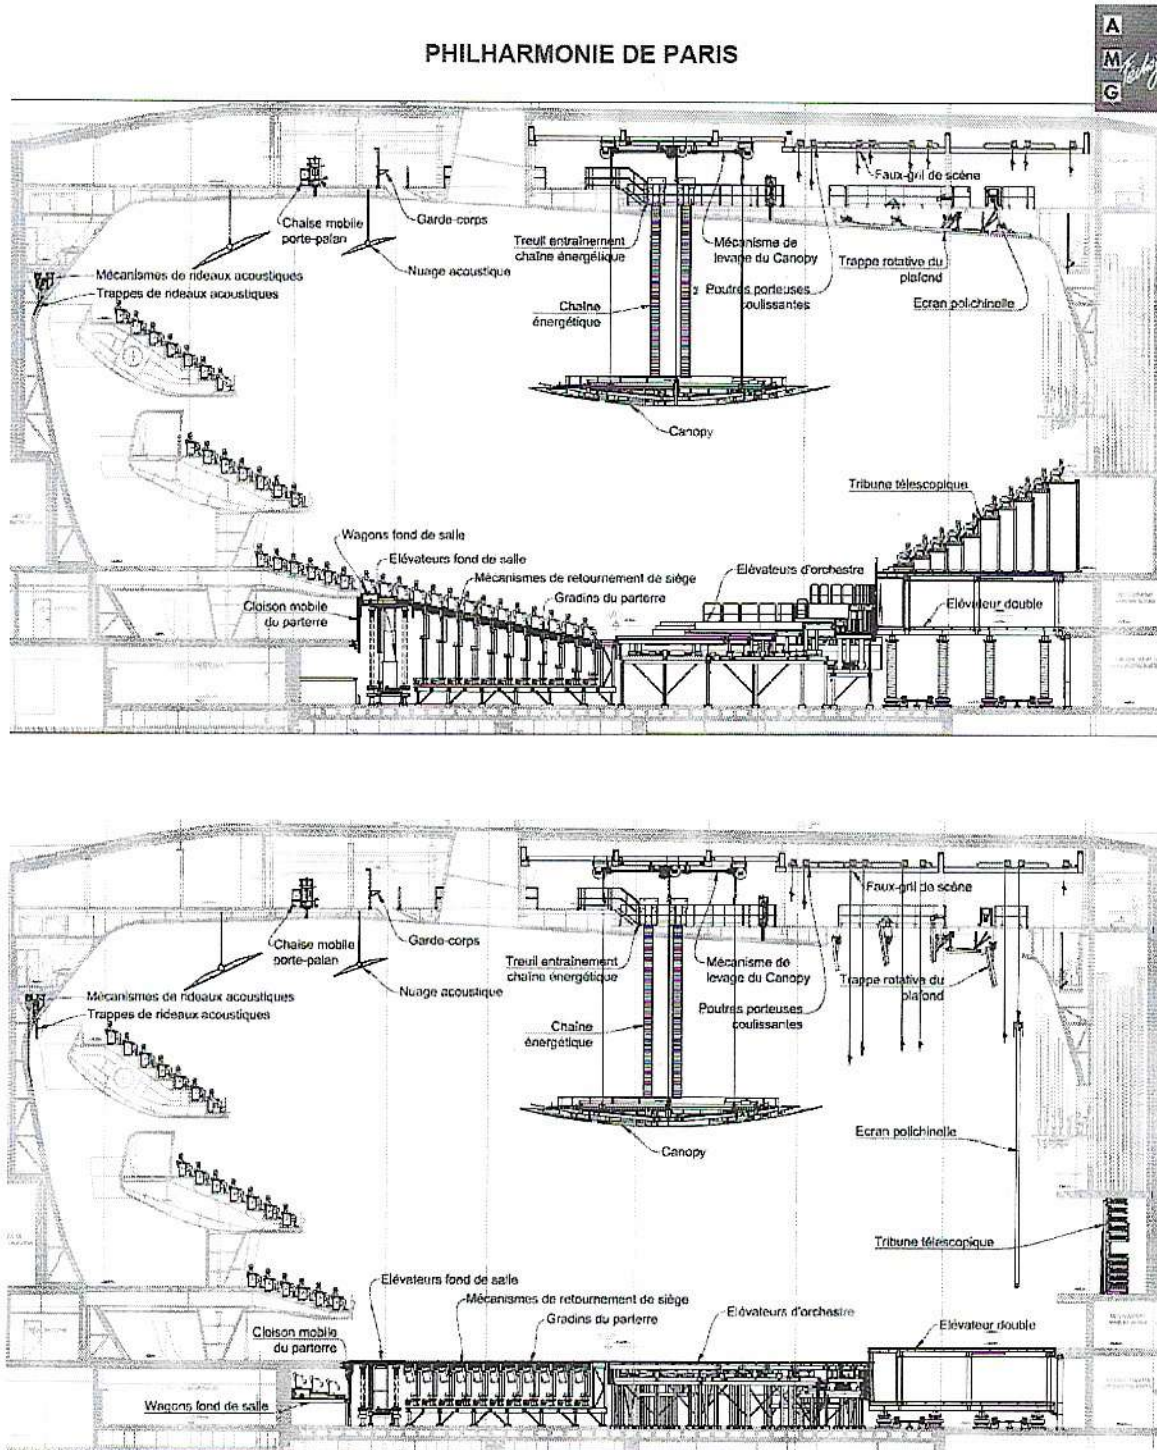 PHILHARMONIE DE PARIS
A
M
G
Faux-gril de scène
Chaise mobile
porte-palan
Garde-corps
Treuil entraînement
chaîne énergétique
Mécanisme de
levage du Canopy
Trappe rotative du
plafond
Nuage acoustique
Mécanismes de rideaux acoustiques
Trappes de rideaux acoustiques
Poutres porteuses
coulissantes
Ecran polichinelle
Chaîne
énergétique
Canopy
Tribune télescopique
Wagons fond de salle
Elévateurs fond de salle
Mécanismes de retournement de siège
Elévateurs d'orchestre
Gradins du parterre
Cloison mobile
du parterre
Elévateur double
Faux-gril de scène
Chaise mobile
porte-palan
Garde-corps
Treuil entraînement
chaîne énergétique
Mécanisme de
levage du Canopy
Trappe rotative du
plafond
Nuage acoustique
Mécanismes de rideaux acoustiques
Trappes de rideaux acoustiques
Poutres porteuses
coulissantes
Chaîne
énergétique
Ecran polichinelle
Canopy
Tribune télescopique
Elévateurs fond de salle
Mécanismes de retournement de siège
Elévateurs d'orchestre
Gradins du parterre
Elévateur double
Cloison mobile
du parterre
Wagons fond de salle